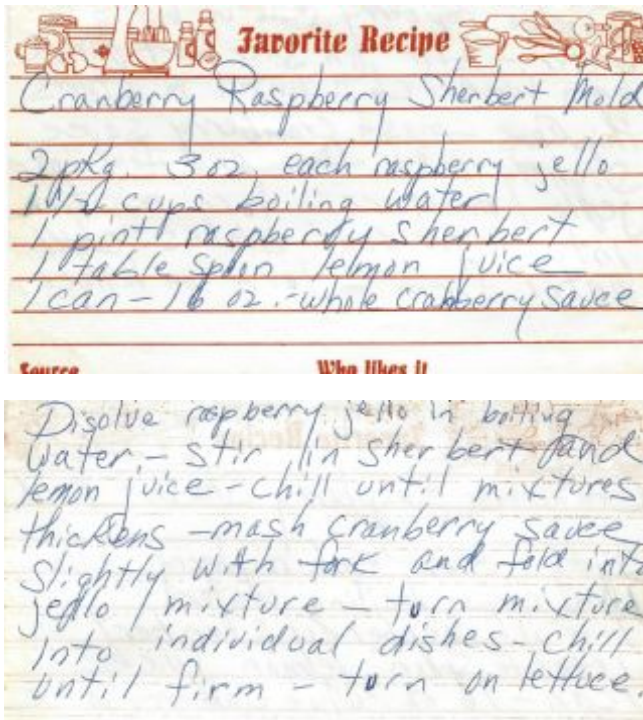 Favorite Recipe
Cranberry Raspberry Sherbert Mold
2 pkg. 3 oz. each raspberry jello
1 1/2 cups boiling water
1 pint raspberry sherbert
1 table spoon lelmon juice
1 can - 16 oz. - whole cranberry sauce
Source Who likes it
Disolve raspberry jello in boiling
water - stir in sherbert and
lemon juice - chill until mixtures
thickens - mash cranberry sauce
slightly with fork and fold into
jello mixture - turn mixture
into individual dishes - chill
until firm - turn on lettuce